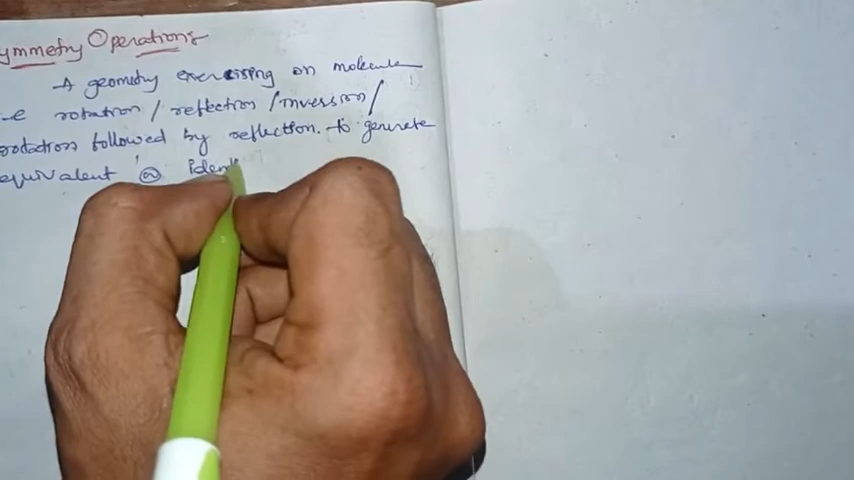 ymmetry Operations
A geometry exercising on molecule
-e rotation / reflection / inversion /
rotation followed by reflection. to generate
equivalent or ident